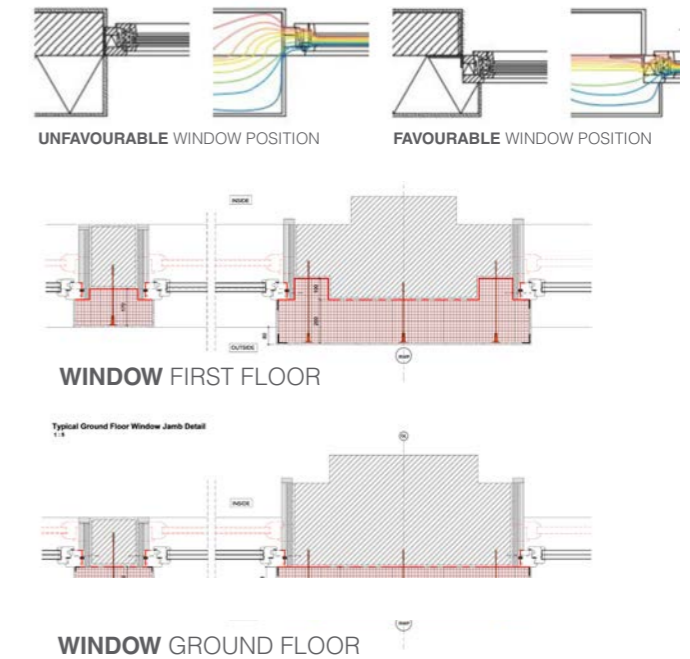 UNFAVOURABLE WINDOW POSITION
FAVOURABLE WINDOW POSITION
INSIDE
OUTSIDE
WINDOW FIRST FLOOR
Typical Ground Floor Window Jamb Detail
INSIDE
WINDOW GROUND FLOOR